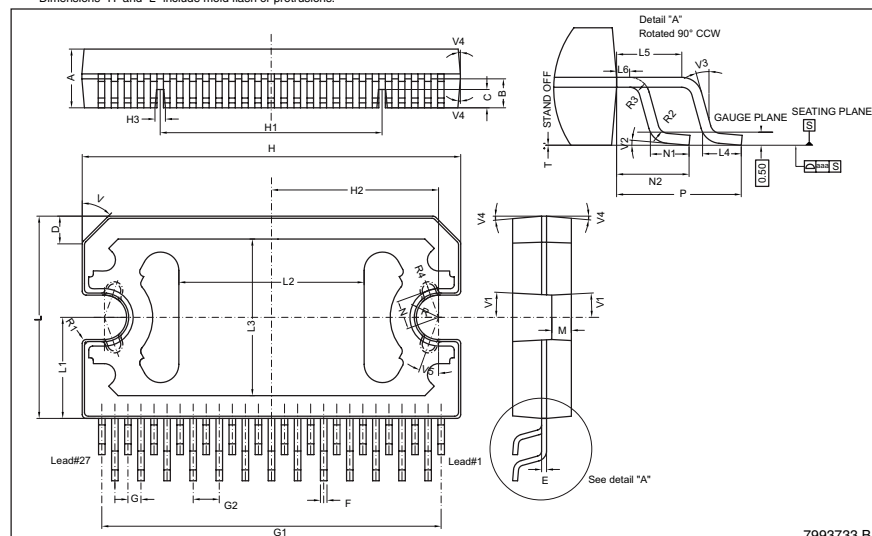 Dimensions "H" and "L" include mold flash or protrusions.
Detail "A"
Rotated 90° CCW
L5
L6
V3
R3
R2
STAND OFF
GAUGE PLANE
SEATING PLANE
S
V2
T
N1
L4
0.50
aaa S
N2
P
V4
A
C
B
V4
H3
H1
H
H2
V
D
L
L1
R1
L2
L3
R4
N
R
V5
V4
V4
V1
V1
M
E
See detail "A"
Lead#27
Lead#1
G
G2
F
G1
7993733 B